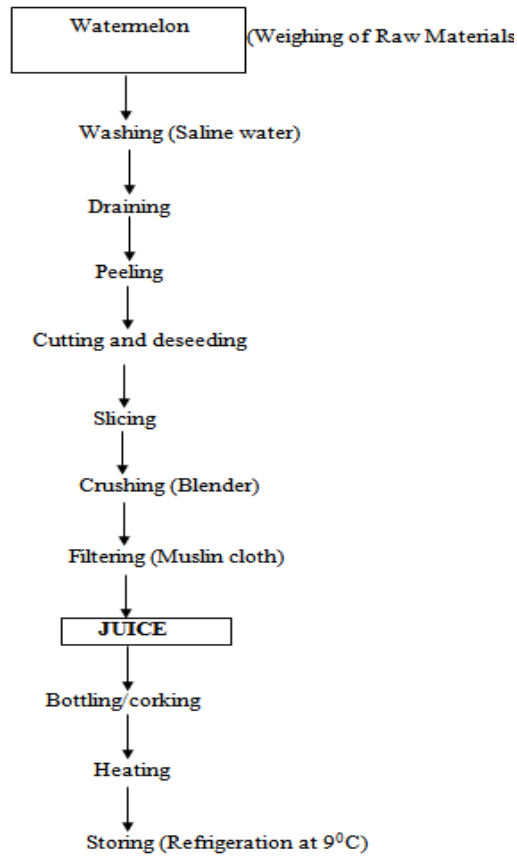 Watermelon
(Weighing of Raw Materials
Washing (Saline water)
Draining
Peeling
Cutting and deseeding
Slicing
Crushing (Blender)
Filtering (Muslin cloth)
JUICE
Bottling/corking
Heating
Storing (Refrigeration at 9⁰C)